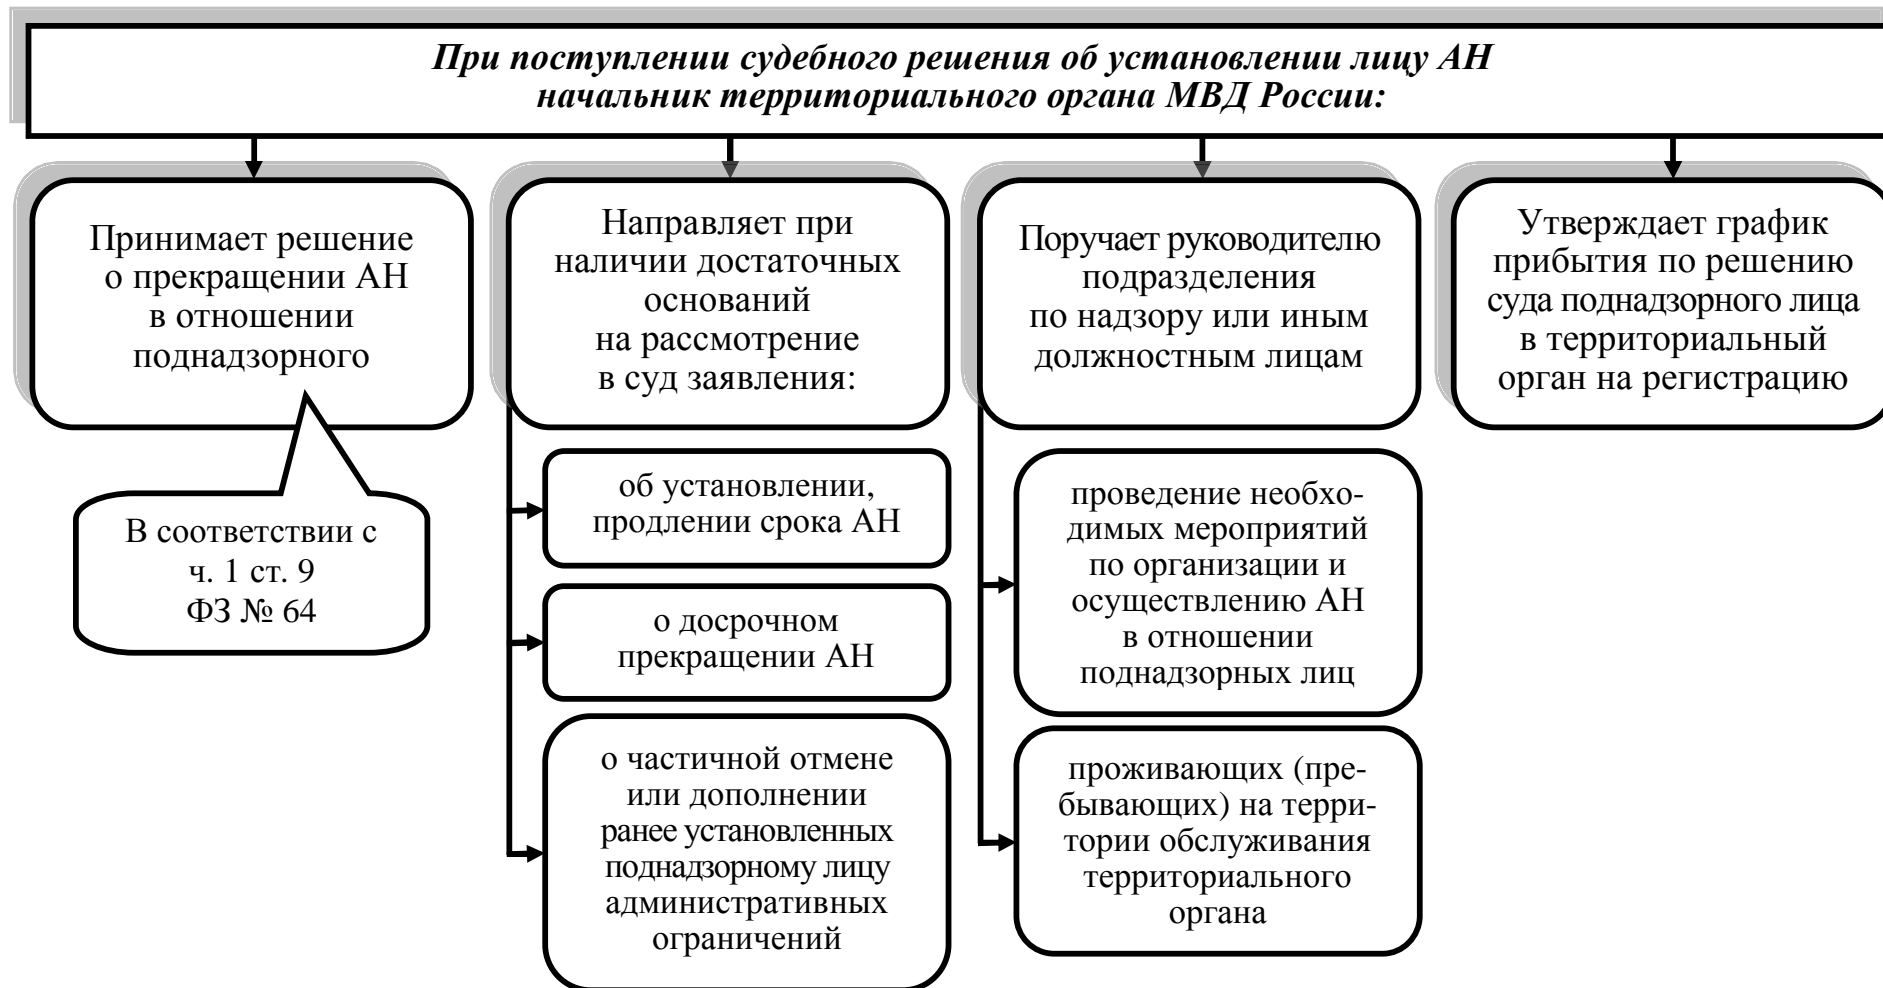 При поступлении судебного решения об установлении лицу АН
начальник территориального органа МВД России:
Принимает решение
о прекращении АН
в отношении
поднадзорного
В соответствии с
ч. 1 ст. 9
ФЗ № 64
Направляет при
наличии достаточных
оснований
на рассмотрение
в суд заявления:
об установлении,
продлении срока АН
о досрочном
прекращении АН
о частичной отмене
или дополнении
ранее установленных
поднадзорному лицу
административных
ограничений
Поручает руководителю
подразделения
по надзору или иным
должностным лицам
проведение необхо-
димых мероприятий
по организации и
осуществлению АН
в отношении
поднадзорных лиц
проживающих (пре-
бывающих) на терри-
тории обслуживания
территориального
органа
Утверждает график
прибытия по решению
суда поднадзорного лица
в территориальный
орган на регистрацию